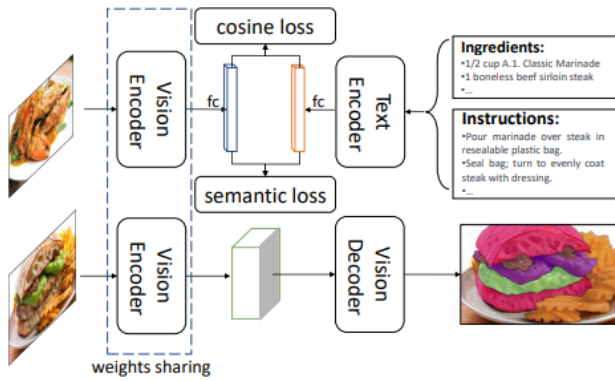 cosine loss
Vision
Encoder
fc
fc
Text
Encoder
Ingredients:
•1/2 cup A.1. Classic Marinade
•1 boneless beef sirloin steak
•...
Instructions:
•Pour marinade over steak in
resealable plastic bag.
•Seal bag; turn to evenly coat
steak with dressing.
•...
semantic loss
Vision
Encoder
Vision
Decoder
weights sharing